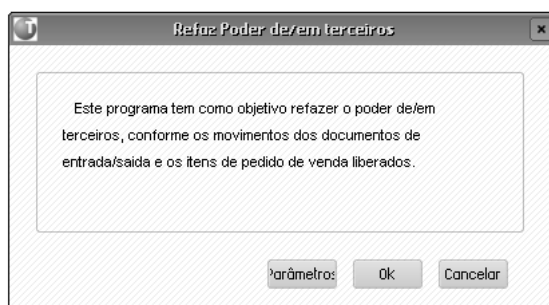 Refaz Poder de/em terceiros
Este programa tem como objetivo refazer o poder de/em
terceiros, conforme os movimentos dos documentos de
entrada/saida e os itens de pedido de venda liberados.
Parâmetros Ok Cancelar